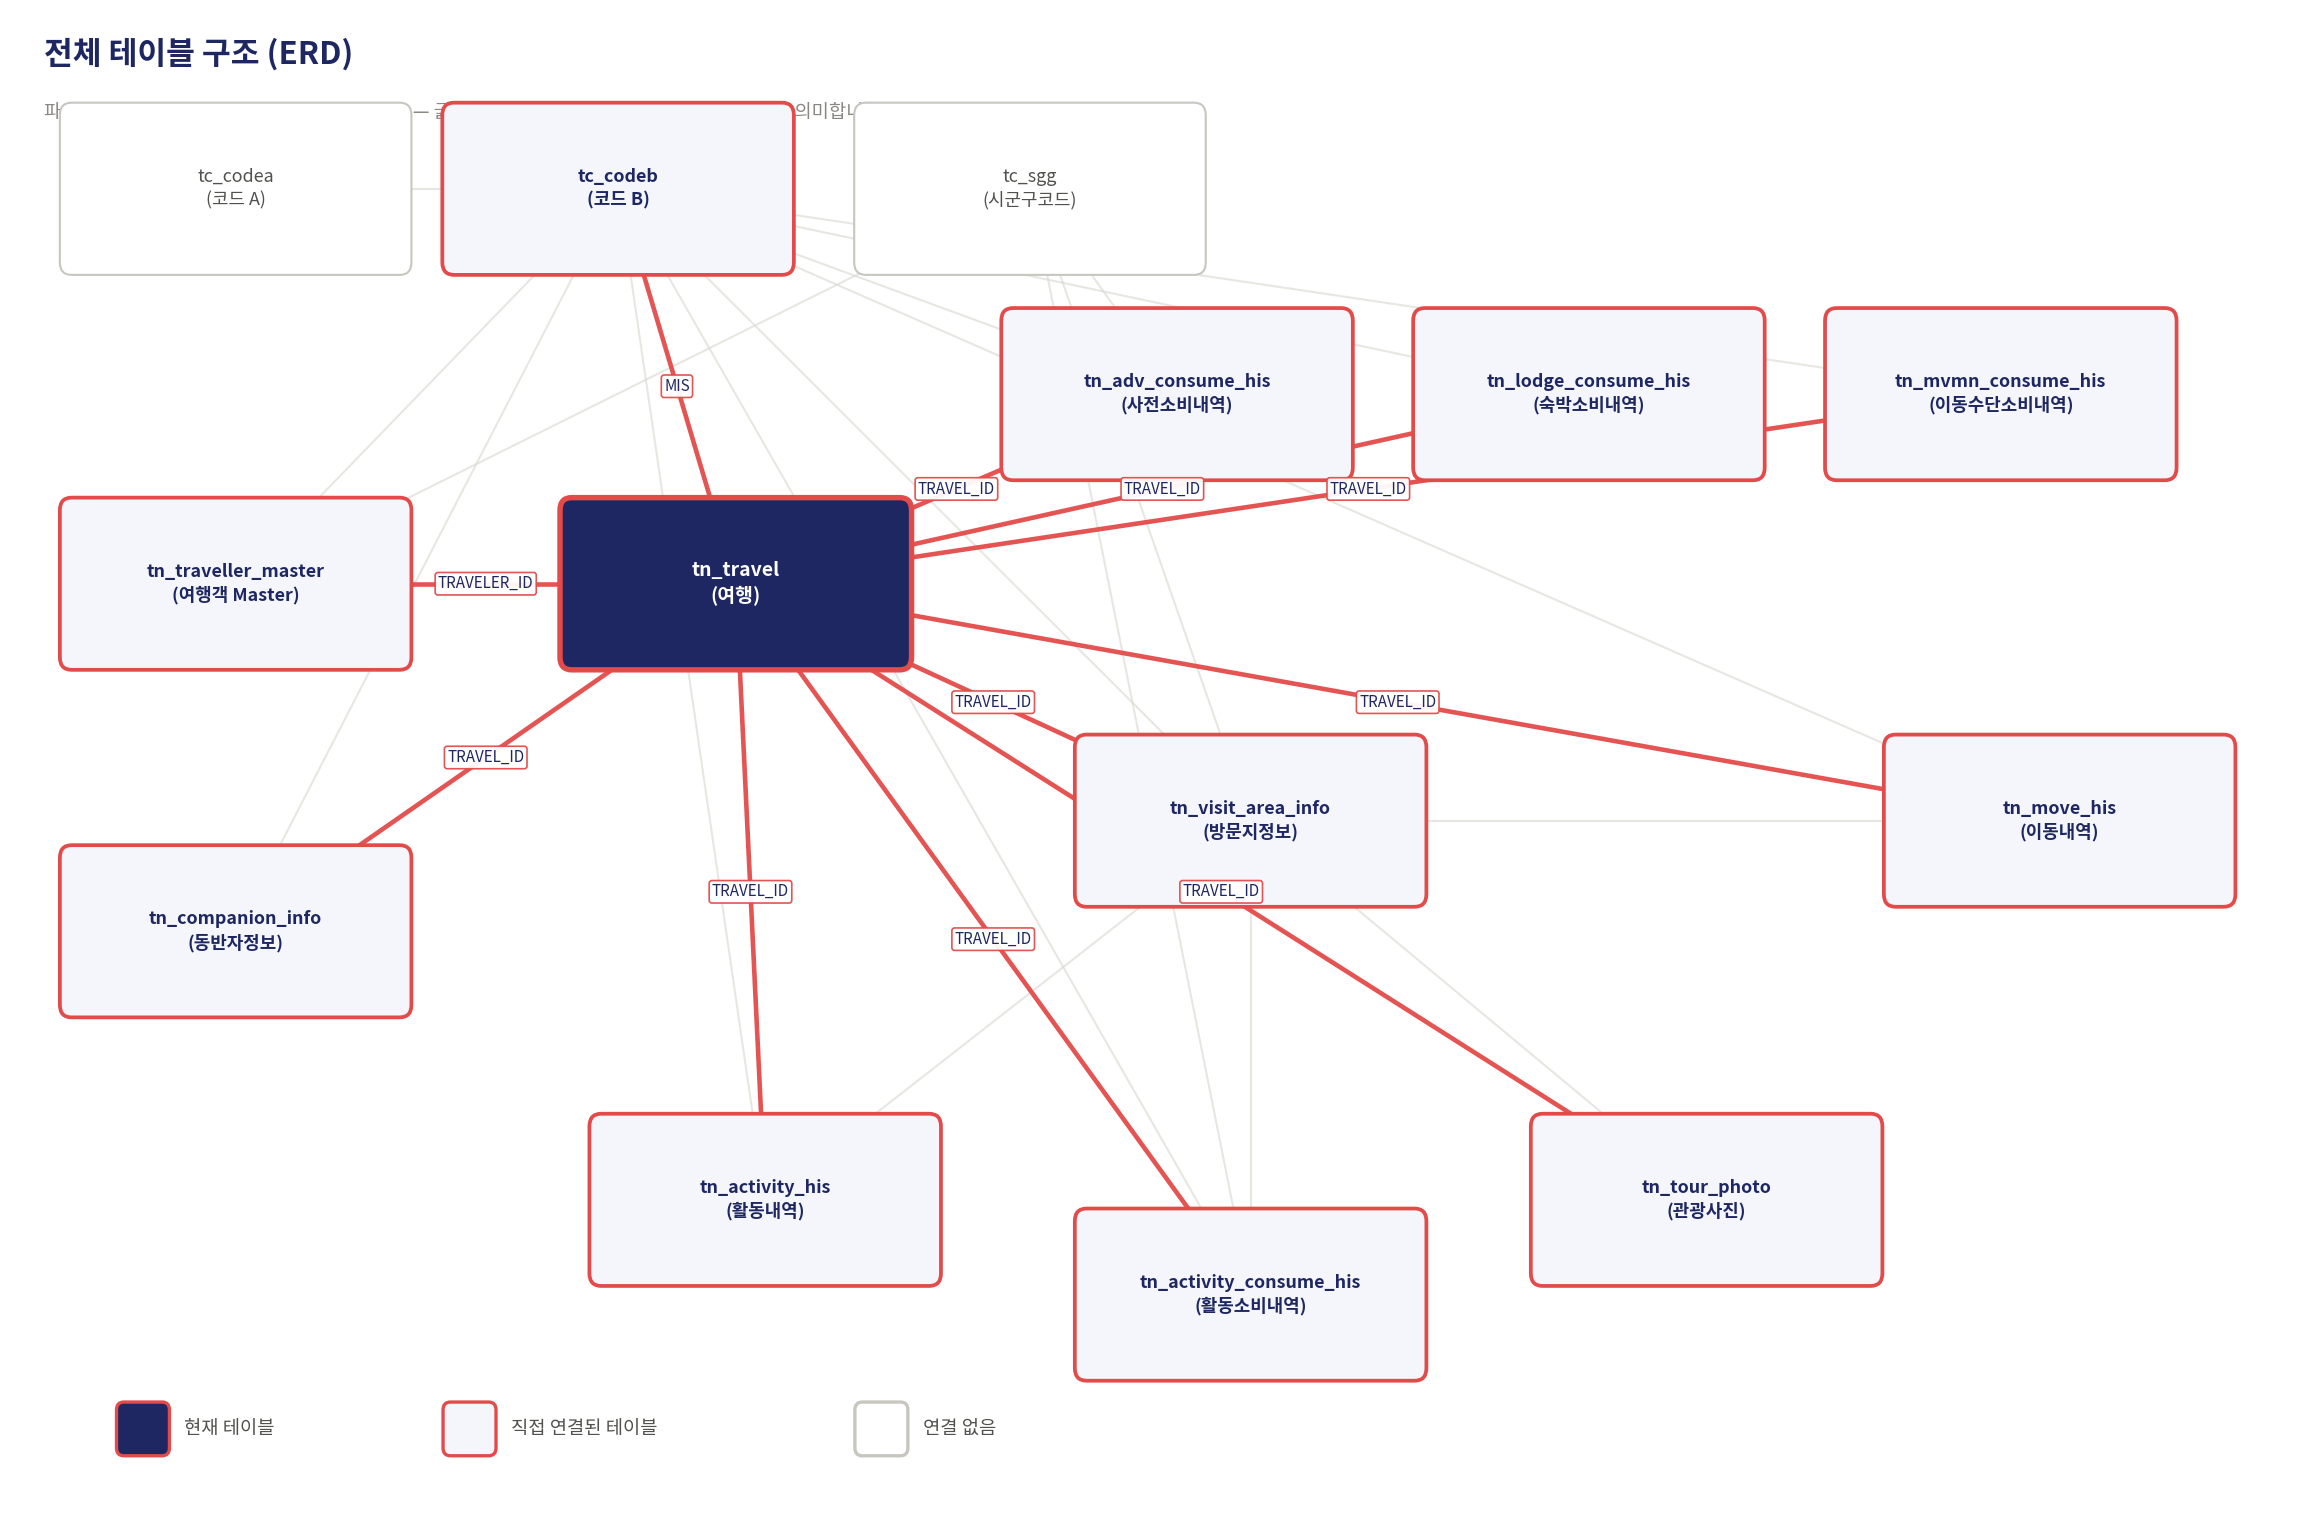 전체 테이블 구조 (ERD)
의미합니
tc_codea
(코드 A)
tc_codeb
(코드 B)
tc_sgg
(시군구코드)
MIS
tn_adv_consume_his
(사전소비내역)
tn_lodge_consume_his
(숙박소비내역)
tn_mvmn_consume_his
(이동수단소비내역)
TRAVEL_ID
TRAVEL_ID
TRAVEL_ID
tn_traveller_master
(여행객 Master)
TRAVELER_ID
tn_travel
(여행)
TRAVEL_ID
TRAVEL_ID
TRAVEL_ID
tn_visit_area_info
(방문지정보)
tn_move_his
(이동내역)
TRAVEL_ID
TRAVEL_ID
tn_companion_info
(동반자정보)
TRAVEL_ID
tn_activity_his
(활동내역)
tn_tour_photo
(관광사진)
tn_activity_consume_his
(활동소비내역)
현재 테이블
직접 연결된 테이블
연결 없음